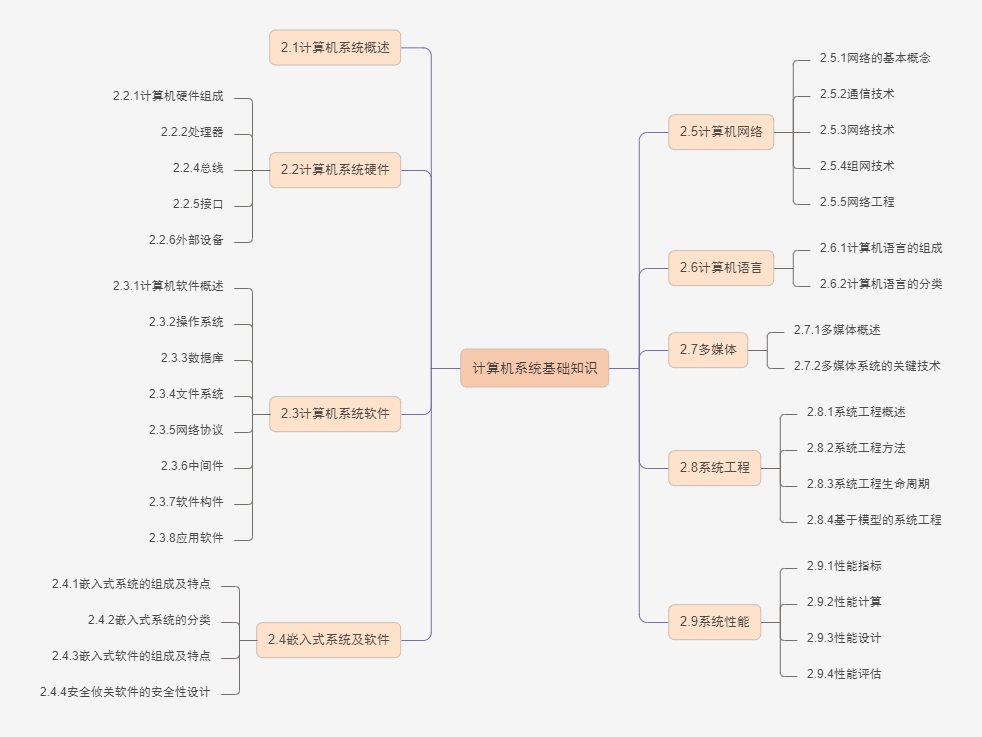 计算机系统基础知识
2.1计算机系统概述
2.2计算机系统硬件
2.2.1计算机硬件组成
2.2.2处理器
2.2.4总线
2.2.5接口
2.2.6外部设备
2.3计算机系统软件
2.3.1计算机软件概述
2.3.2操作系统
2.3.3数据库
2.3.4文件系统
2.3.5网络协议
2.3.6中间件
2.3.7软件构件
2.3.8应用软件
2.4嵌入式系统及软件
2.4.1嵌入式系统的组成及特点
2.4.2嵌入式系统的分类
2.4.3嵌入式软件的组成及特点
2.4.4安全攸关软件的安全性设计
2.5计算机网络
2.5.1网络的基本概念
2.5.2通信技术
2.5.3网络技术
2.5.4组网技术
2.5.5网络工程
2.6计算机语言
2.6.1计算机语言的组成
2.6.2计算机语言的分类
2.7多媒体
2.7.1多媒体概述
2.7.2多媒体系统的关键技术
2.8系统工程
2.8.1系统工程概述
2.8.2系统工程方法
2.8.3系统工程生命周期
2.8.4基于模型的系统工程
2.9系统性能
2.9.1性能指标
2.9.2性能计算
2.9.3性能设计
2.9.4性能评估